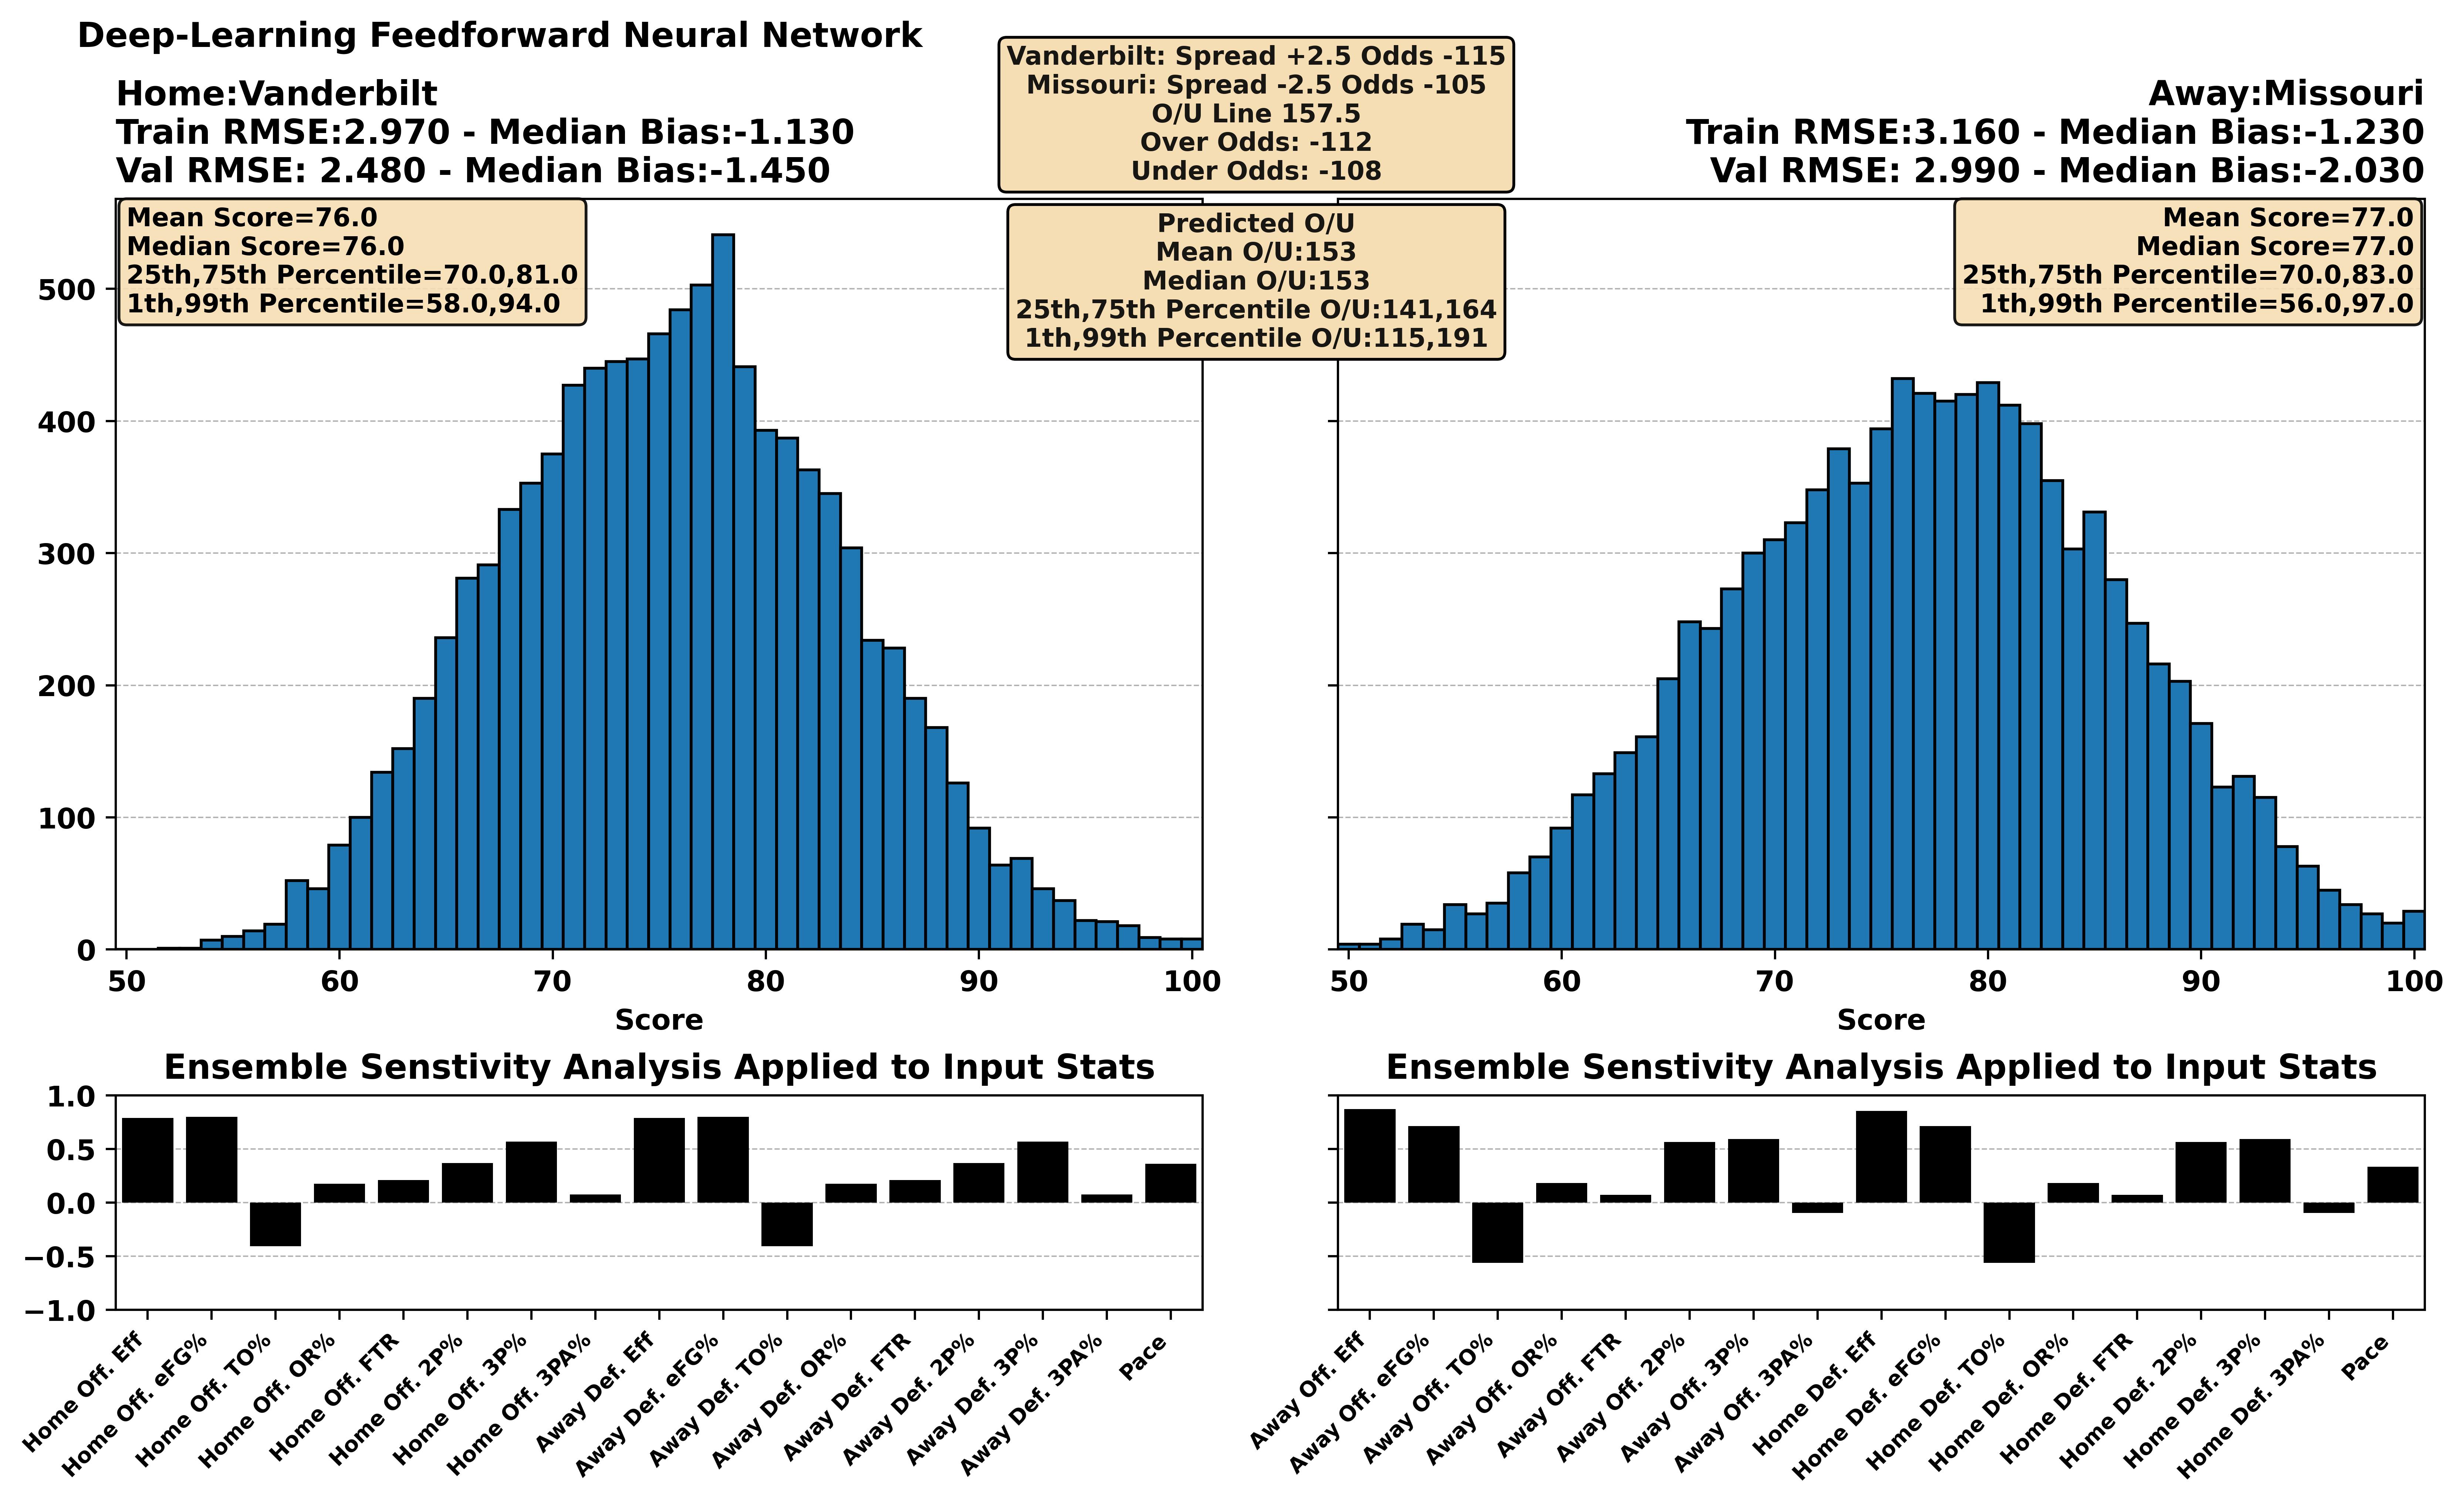 Deep-Learning Feedforward Neural Network
Vanderbilt: Spread +2.5 Odds -115
Missouri: Spread -2.5 Odds -105
O/U Line 157.5
Over Odds: -112
Under Odds: -108
Home:Vanderbilt
Train RMSE:2.970 - Median Bias:-1.130
Val RMSE: 2.480 - Median Bias:-1.450
Away:Missouri
Train RMSE:3.160 - Median Bias:-1.230
Val RMSE: 2.990 - Median Bias:-2.030
Mean Score=76.0
Median Score=76.0
25th,75th Percentile=70.0,81.0
1th,99th Percentile=58.0,94.0
Predicted O/U
Mean O/U:153
Median O/U:153
25th,75th Percentile O/U:141,164
1th,99th Percentile O/U:115,191
Mean Score=77.0
Median Score=77.0
25th,75th Percentile=70.0,83.0
1th,99th Percentile=56.0,97.0
500
400
300
200
100
0
50 60 70 80 90 100
Score
50 60 70 80 90 100
Score
Ensemble Senstivity Analysis Applied to Input Stats
1.0
0.5
0.0
−0.5
−1.0
Home Off. Eff
Home Off. eFG%
Home Off. TO%
Home Off. OR%
Home Off. FTR
Home Off. 2P%
Home Off. 3P%
Home Off. 3PA%
Away Def. Eff
Away Def. eFG%
Away Def. TO%
Away Def. OR%
Away Def. FTR
Away Def. 2P%
Away Def. 3P%
Away Def. 3PA%
Pace
Ensemble Senstivity Analysis Applied to Input Stats
Away Off. Eff
Away Off. eFG%
Away Off. TO%
Away Off. OR%
Away Off. FTR
Away Off. 2P%
Away Off. 3P%
Away Off. 3PA%
Home Def. Eff
Home Def. eFG%
Home Def. TO%
Home Def. OR%
Home Def. FTR
Home Def. 2P%
Home Def. 3P%
Home Def. 3PA%
Pace